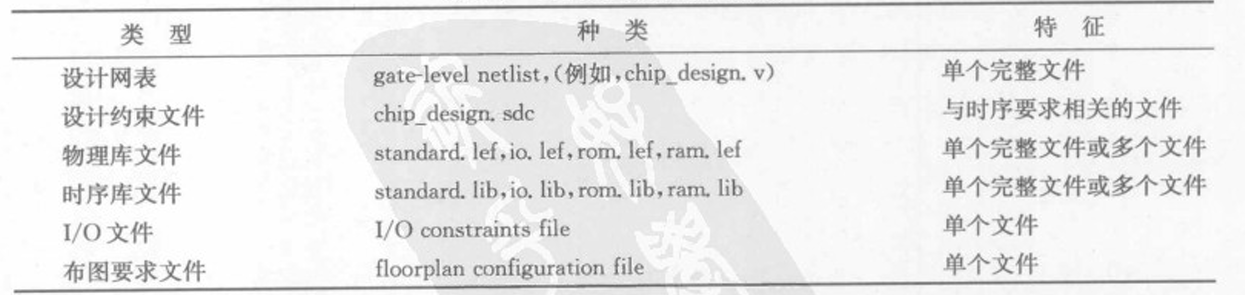 类 型 种 类 特 征
设计网表 gate-level netlist,(例如,chip_design. v) 单个完整文件
设计约束文件 chip_design. sdc 与时序要求相关的文件
物理库文件 standard. lef,io. lef,rom. lef,ram. lef 单个完整文件或多个文件
时序库文件 standard. lib,io. lib,rom. lib,ram. lib 单个完整文件或多个文件
I/O 文件 I/O constraints file 单个文件
布图要求文件 floorplan configuration file 单个文件